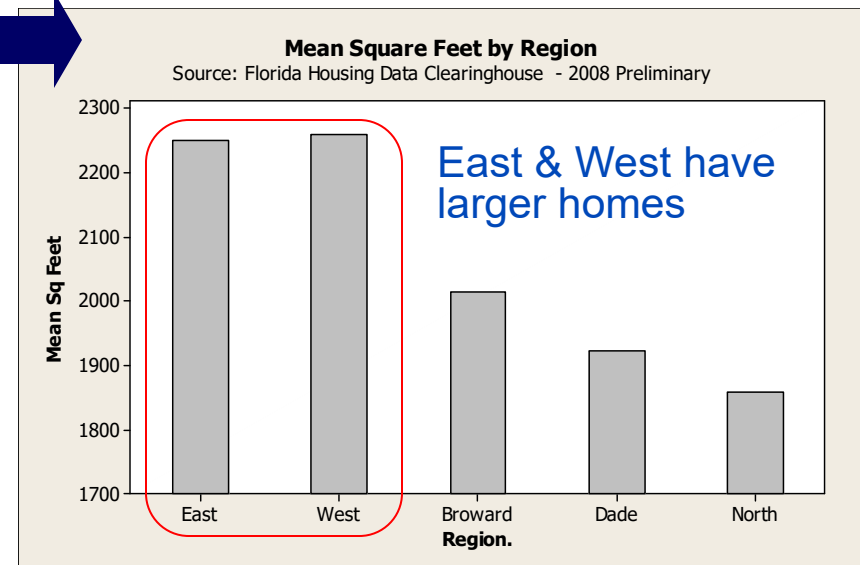 Mean Square Feet by Region
Source: Florida Housing Data Clearinghouse - 2008 Preliminary
2300
2200
2100
2000
1900
1800
1700
Mean Sq Feet
East & West have
larger homes
East West Broward Dade North
Region.